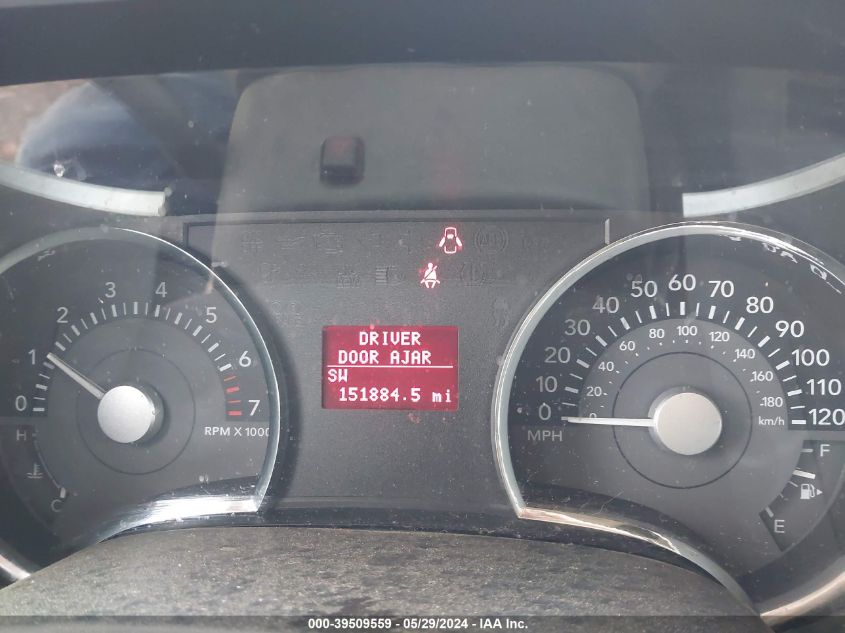 DRIVER
DOOR AJAR
SW
151884.5 mi
0 1 2 3 4 5 6 7
RPM X 1000
H
C
0 10 20 30 40 50 60 70 80 90 100 110 120
MPH
0 20 40 60 80 100 120 140 160 180
km/h
F
E
000-39509559 - 05/29/2024 - IAA Inc.